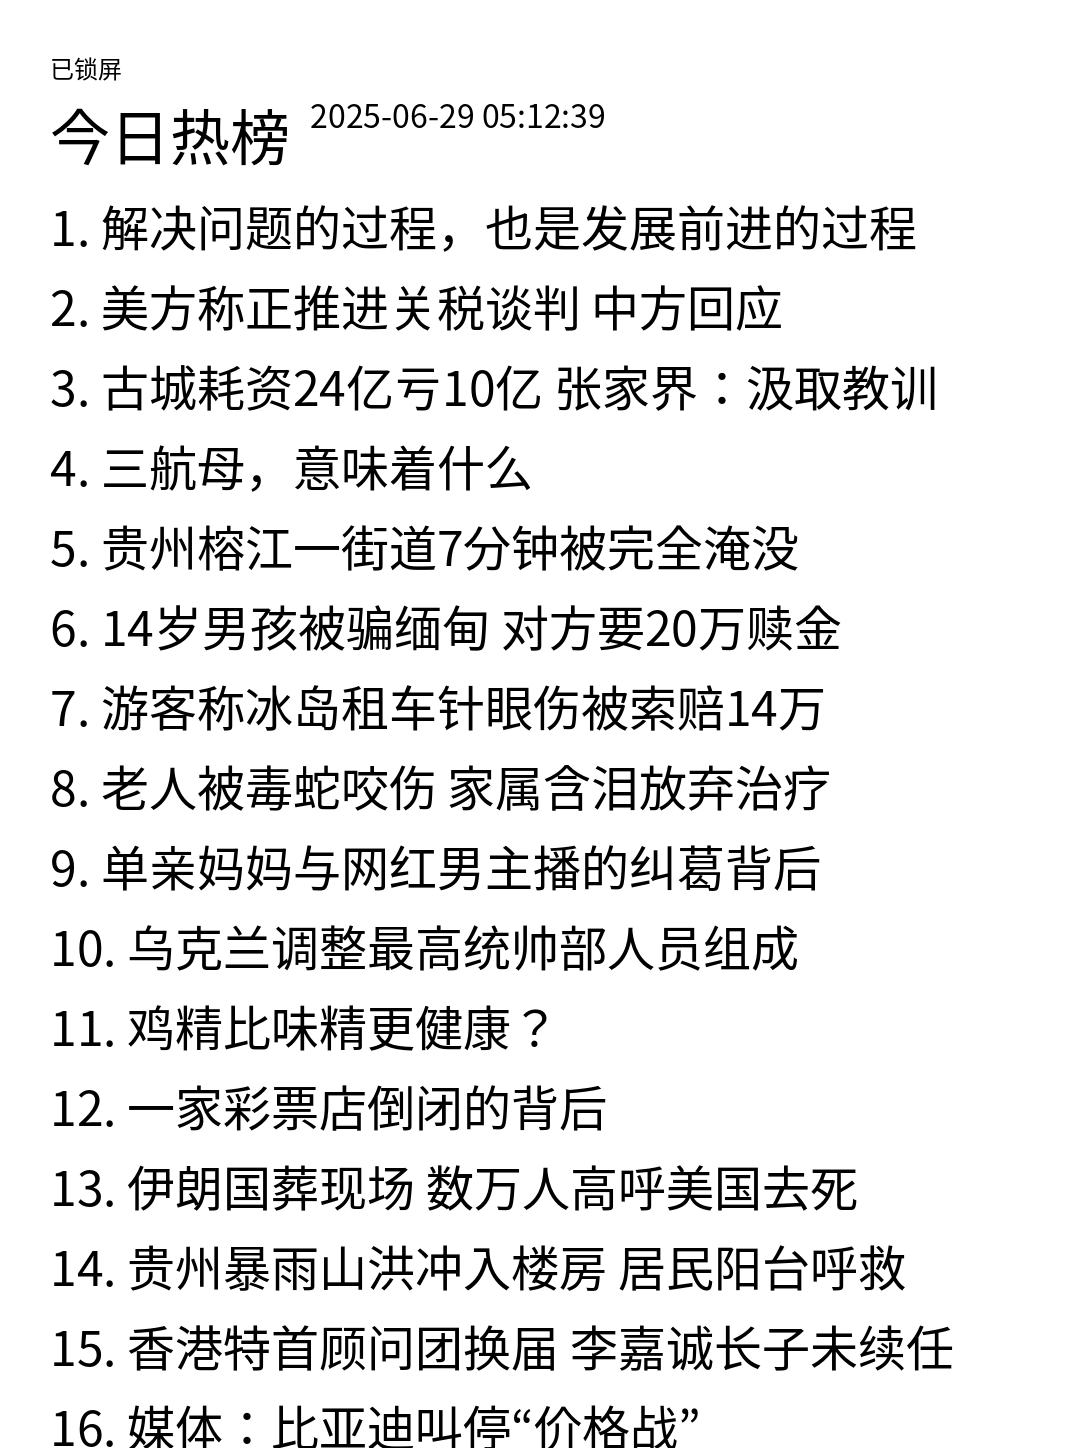 已锁屏
今日热榜 2025-06-29 05:12:39
1. 解决问题的过程，也是发展前进的过程
2. 美方称正推进关税谈判 中方回应
3. 古城耗资24亿亏10亿 张家界：汲取教训
4. 三航母，意味着什么
5. 贵州榕江一街道7分钟被完全淹没
6. 14岁男孩被骗缅甸 对方要20万赎金
7. 游客称冰岛租车针眼伤被索赔14万
8. 老人被毒蛇咬伤 家属含泪放弃治疗
9. 单亲妈妈与网红男主播的纠葛背后
10. 乌克兰调整最高统帅部人员组成
11. 鸡精比味精更健康？
12. 一家彩票店倒闭的背后
13. 伊朗国葬现场 数万人高呼美国去死
14. 贵州暴雨山洪冲入楼房 居民阳台呼救
15. 香港特首顾问团换届 李嘉诚长子未续任
16. 媒体：比亚迪叫停“价格战”